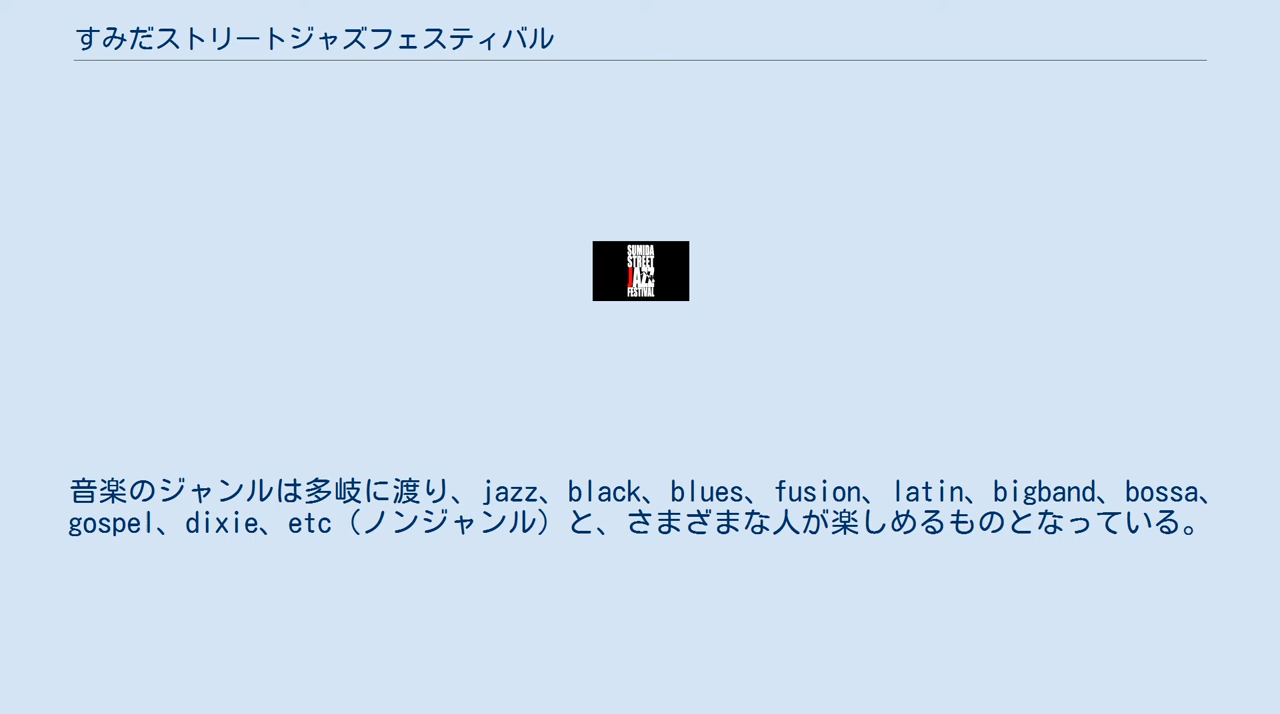 すみだストリートジャズフェスティバル
SUMIDA
STREET
JAZZ
FESTIVAL
音楽のジャンルは多岐に渡り、jazz、black、blues、fusion、latin、bigband、bossa、
gospel、dixie、etc（ノンジャンル）と、さまざまな人が楽しめるものとなっている。